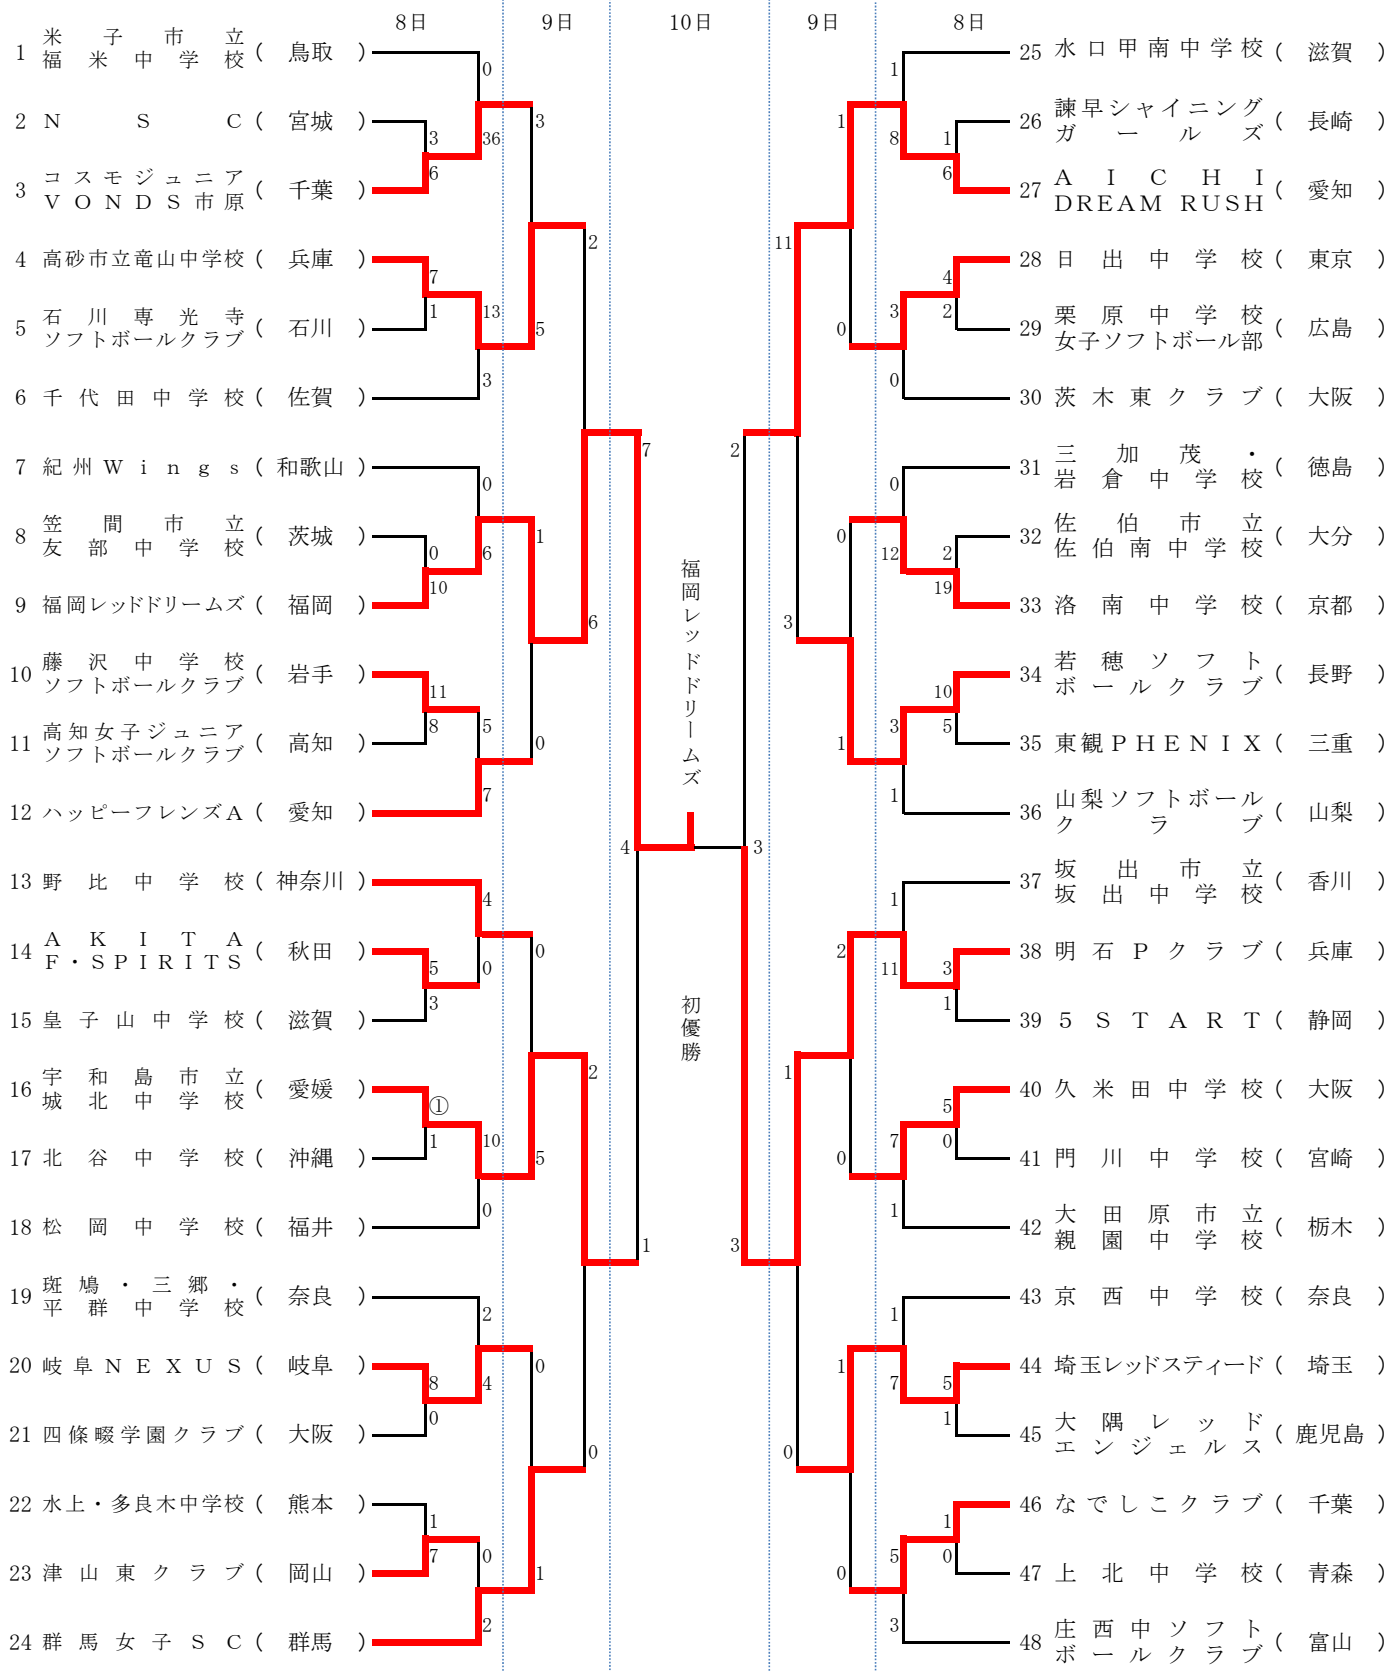 8日 9日 10日 9日 8日
1 米子市立福米中学校 ( 鳥取 )
0
2 NSC ( 宮城 )
3
36
3
6
3 コスモジュニアVONDS市原 ( 千葉 )
2
4 高砂市立竜山中学校 ( 兵庫 )
7
1
13
5
5 石川専光寺ソフトボールクラブ ( 石川 )
3
6 千代田中学校 ( 佐賀 )
7
7 紀州Wings ( 和歌山 )
0
8 笠間市立友部中学校 ( 茨城 )
0
6
1
10
9 福岡レッドドリームズ ( 福岡 )
6
10 藤沢中学校ソフトボールクラブ ( 岩手 )
11
8
5
0
11 高知女子ジュニアソフトボールクラブ ( 高知 )
7
12 ハッピーフレンズA ( 愛知 )
4
13 野比中学校 ( 神奈川 )
4
14 AKITA F・SPIRITS ( 秋田 )
5
0
0
3
15 皇子山中学校 ( 滋賀 )
2
16 宇和島市立城北中学校 ( 愛媛 )
①
1
10
5
17 北谷中学校 ( 沖縄 )
0
18 松岡中学校 ( 福井 )
1
19 斑鳩・三郷・平群中学校 ( 奈良 )
2
20 岐阜NEXUS ( 岐阜 )
8
4
0
0
21 四條畷学園クラブ ( 大阪 )
0
22 水上・多良木中学校 ( 熊本 )
1
7
0
1
23 津山東クラブ ( 岡山 )
2
24 群馬女子SC ( 群馬 )
福岡レッドドリームズ
初優勝
25 水口甲南中学校 ( 滋賀 )
1
26 諫早シャイニングガールズ ( 長崎 )
1
8
1
6
27 AICHI DREAM RUSH ( 愛知 )
11
28 日出中学校 ( 東京 )
4
2
3
0
29 栗原中学校女子ソフトボール部 ( 広島 )
0
30 茨木東クラブ ( 大阪 )
2
31 三加茂・岩倉中学校 ( 徳島 )
0
32 佐伯市立佐伯南中学校 ( 大分 )
2
12
0
19
33 洛南中学校 ( 京都 )
3
34 若穂ソフトボールクラブ ( 長野 )
10
5
3
1
35 東観PHENIX ( 三重 )
1
36 山梨ソフトボールクラブ ( 山梨 )
3
37 坂出市立坂出中学校 ( 香川 )
1
38 明石Pクラブ ( 兵庫 )
3
11
2
1
39 5START ( 静岡 )
1
40 久米田中学校 ( 大阪 )
5
0
7
0
41 門川中学校 ( 宮崎 )
1
42 大田原市立親園中学校 ( 栃木 )
3
43 京西中学校 ( 奈良 )
1
44 埼玉レッドスティード ( 埼玉 )
5
7
1
1
45 大隅レッドエンジェルス ( 鹿児島 )
0
46 なでしこクラブ ( 千葉 )
1
0
5
0
47 上北中学校 ( 青森 )
3
48 庄西中ソフトボールクラブ ( 富山 )